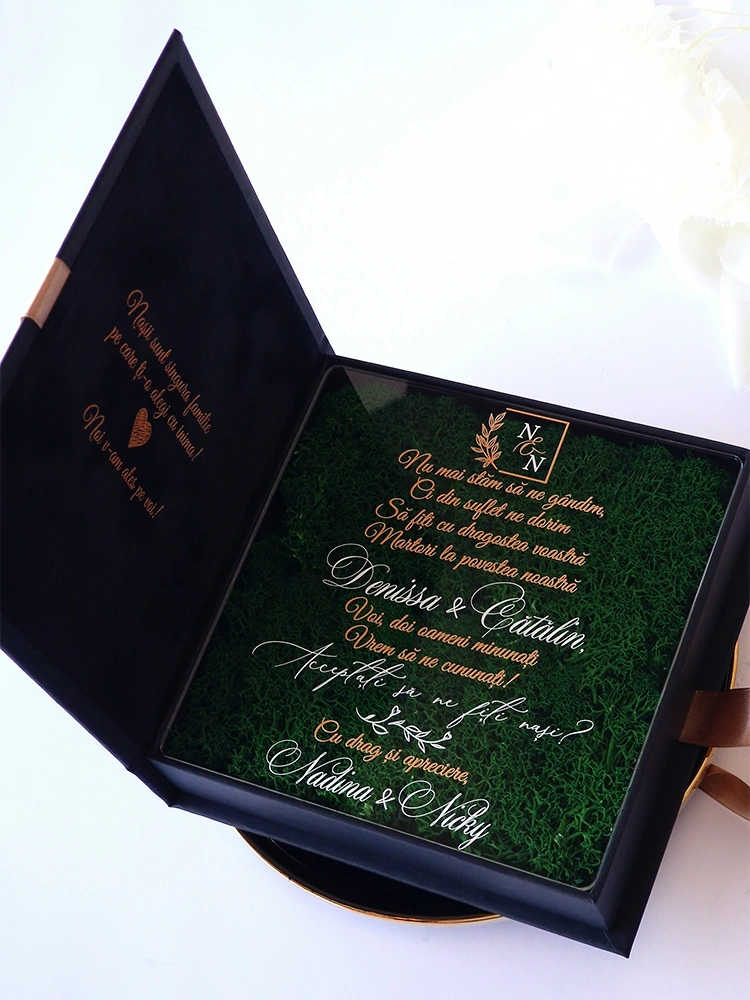 Nașii sunt singura familie
pe care ți-o alegi cu inima!
Noi v-am ales pe voi!
N
&
N
Nu mai stăm să ne gândim,
Ci din suflet ne dorim
Să fiți cu dragostea voastră
Martori la povestea noastră
Denissa & Cătălin,
Voi, doi oameni minunați
Vrem să ne cununați!
Acceptați să ne fiți nași?
Cu drag și apreciere,
Nadina & Nicky